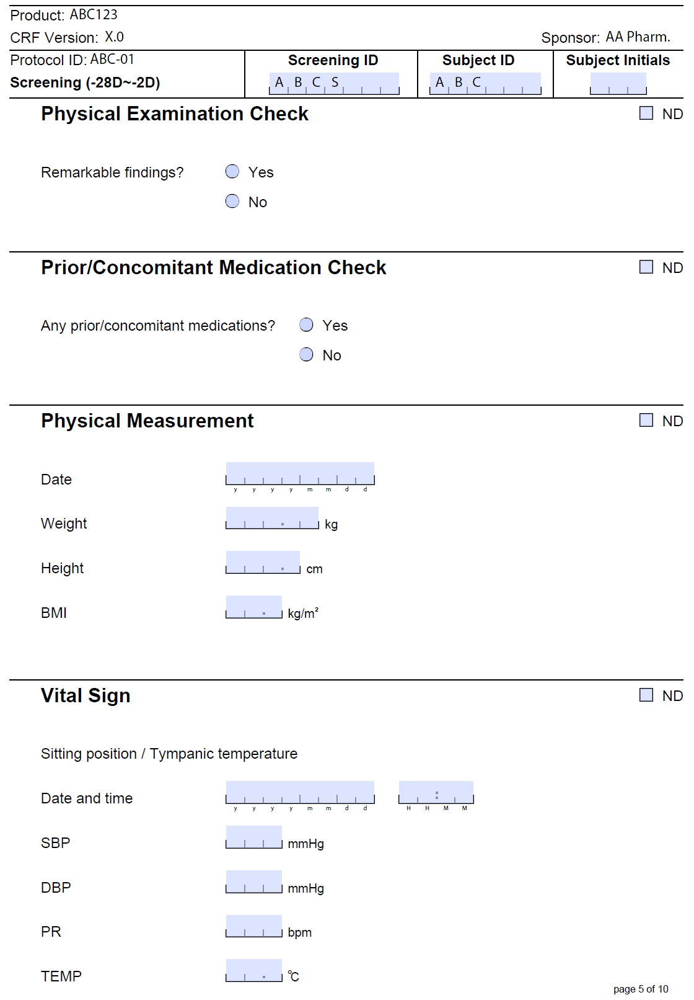 Product: ABC123
CRF Version: X.0 Sponsor: AA Pharm.
Protocol ID: ABC-01 Screening ID Subject ID Subject Initials
Screening (-28D~-2D) A B C S A B C
Physical Examination Check ND
Remarkable findings? Yes
No
Prior/Concomitant Medication Check ND
Any prior/concomitant medications? Yes
No
Physical Measurement ND
Date
y y y y m m d d
Weight . kg
Height . cm
BMI . kg/m²
Vital Sign ND
Sitting position / Tympanic temperature
Date and time :
y y y y m m d d H H M M
SBP mmHg
DBP mmHg
PR bpm
TEMP . ℃
page 5 of 10